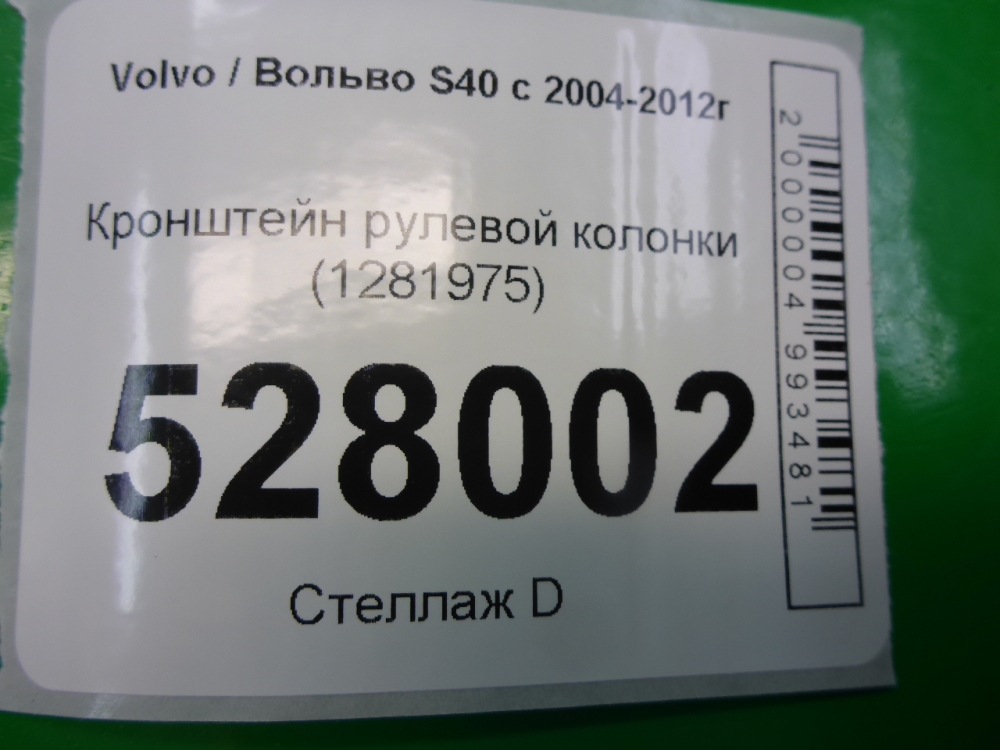 Volvo / Вольво S40 с 2004-2012г
Кронштейн рулевой колонки
(1281975)
528002
Стеллаж D
2000004993481